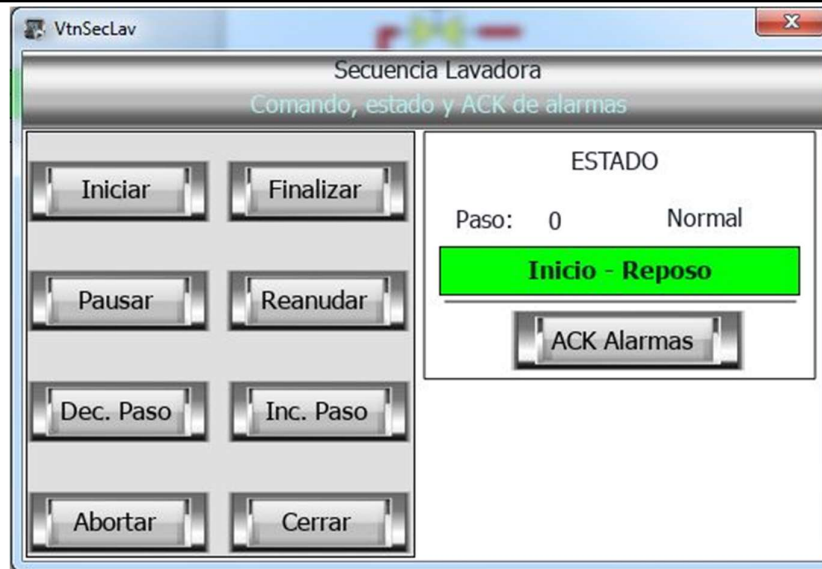 VtnSecLav
Secuencia Lavadora
Comando, estado y ACK de alarmas
Iniciar
Finalizar
Pausar
Reanudar
Dec. Paso
Inc. Paso
Abortar
Cerrar
ESTADO
Paso: 0 Normal
Inicio - Reposo
ACK Alarmas